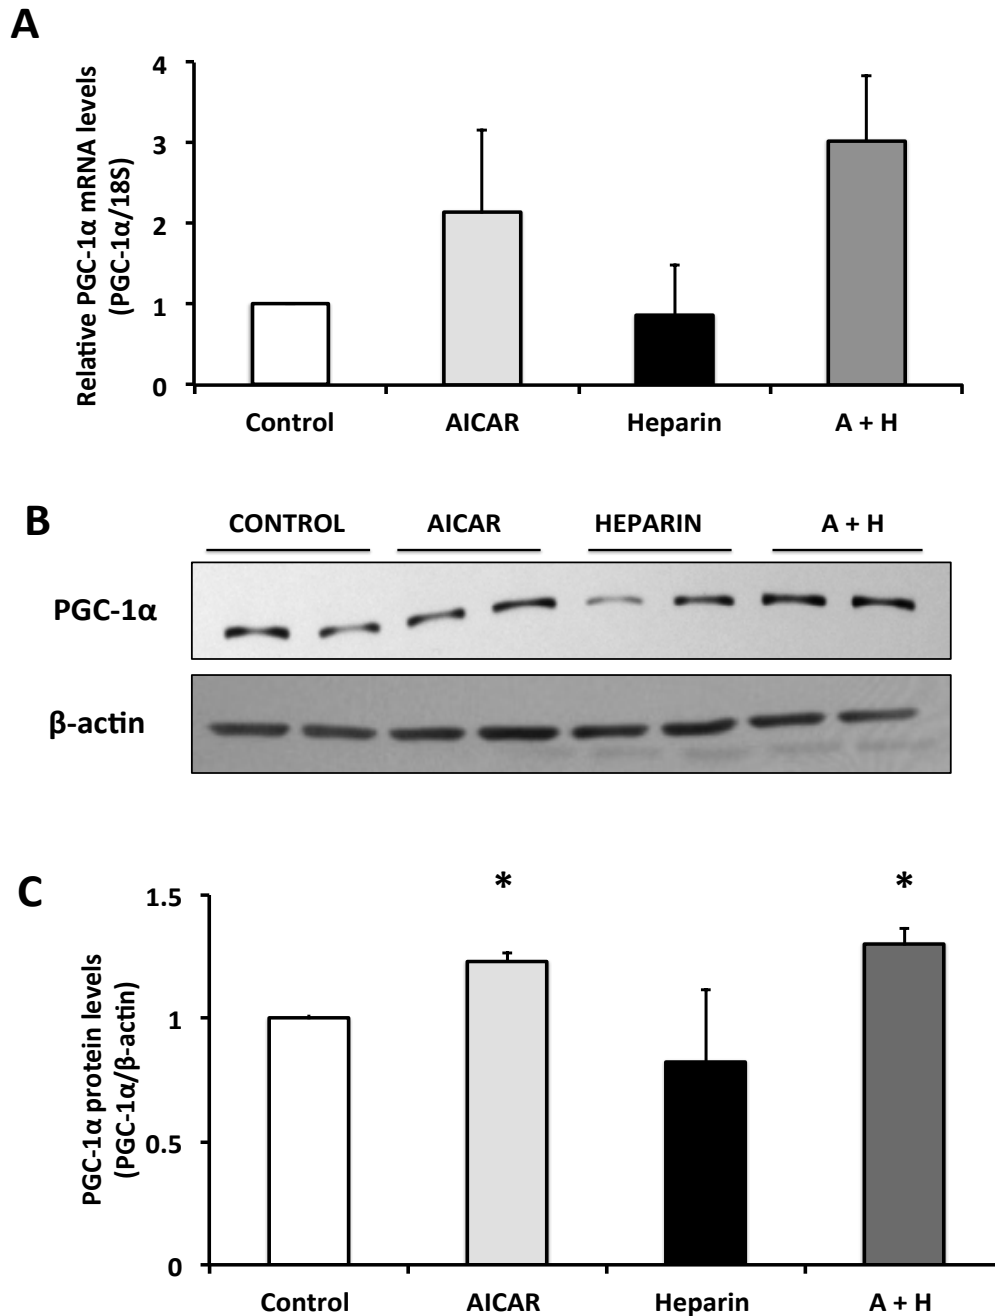 A
Relative PGC-1α mRNA levels
(PGC-1α/18S)
4
3
2
1
0
Control AICAR Heparin A + H
B
CONTROL AICAR HEPARIN A + H
PGC-1α
β-actin
C
* *
PGC-1α protein levels
(PGC-1α/β-actin)
1.5
1
0.5
0
Control AICAR Heparin A + H